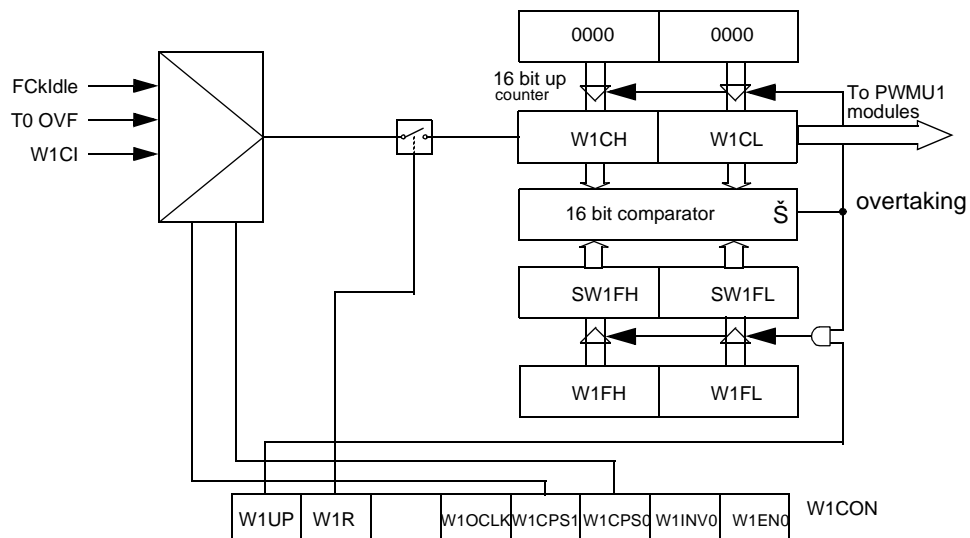 0000 0000
FCkIdle
16 bit up
counter
To PWMU1
modules
T0 OVF
W1CI
W1CH W1CL
16 bit comparator Š
overtaking
SW1FH SW1FL
W1FH W1FL
W1UP W1R W1OCLK W1CPS1 W1CPS0 W1INV0 W1EN0
W1CON